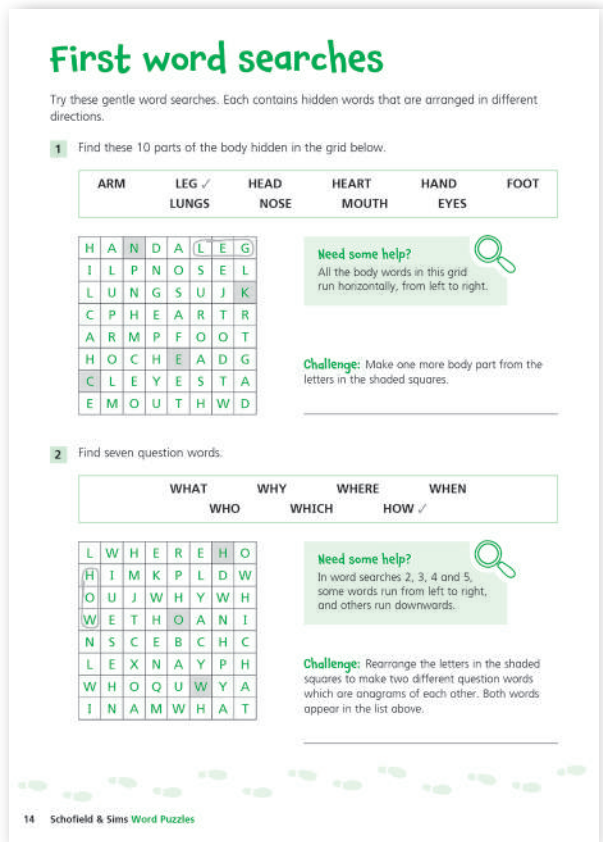 First word searches
Try these gentle word searches. Each contains hidden words that are arranged in different
directions.
1 Find these 10 parts of the body hidden in the grid below.
ARM LEG ✓ HEAD HEART HAND FOOT
LUNGS NOSE MOUTH EYES
H A N D A L E G
I L P N O S E L
L U N G S U J K
C P H E A R T R
A R M P F O O T
H O C H E A D G
C L E Y E S T A
E M O U T H W D
Need some help?
All the body words in this grid
run horizontally, from left to right.
Challenge: Make one more body part from the
letters in the shaded squares.
2 Find seven question words.
WHAT WHY WHERE WHEN
WHO WHICH HOW ✓
L W H E R E H O
H I M K P L D W
O U J W H Y W H
W E T H O A N I
N S C E B C H C
L E X N A Y P H
W H O Q U W Y A
I N A M W H A T
Need some help?
In word searches 2, 3, 4 and 5,
some words run from left to right,
and others run downwards.
Challenge: Rearrange the letters in the shaded
squares to make two different question words
which are anagrams of each other. Both words
appear in the list above.
14 Schofield & Sims Word Puzzles